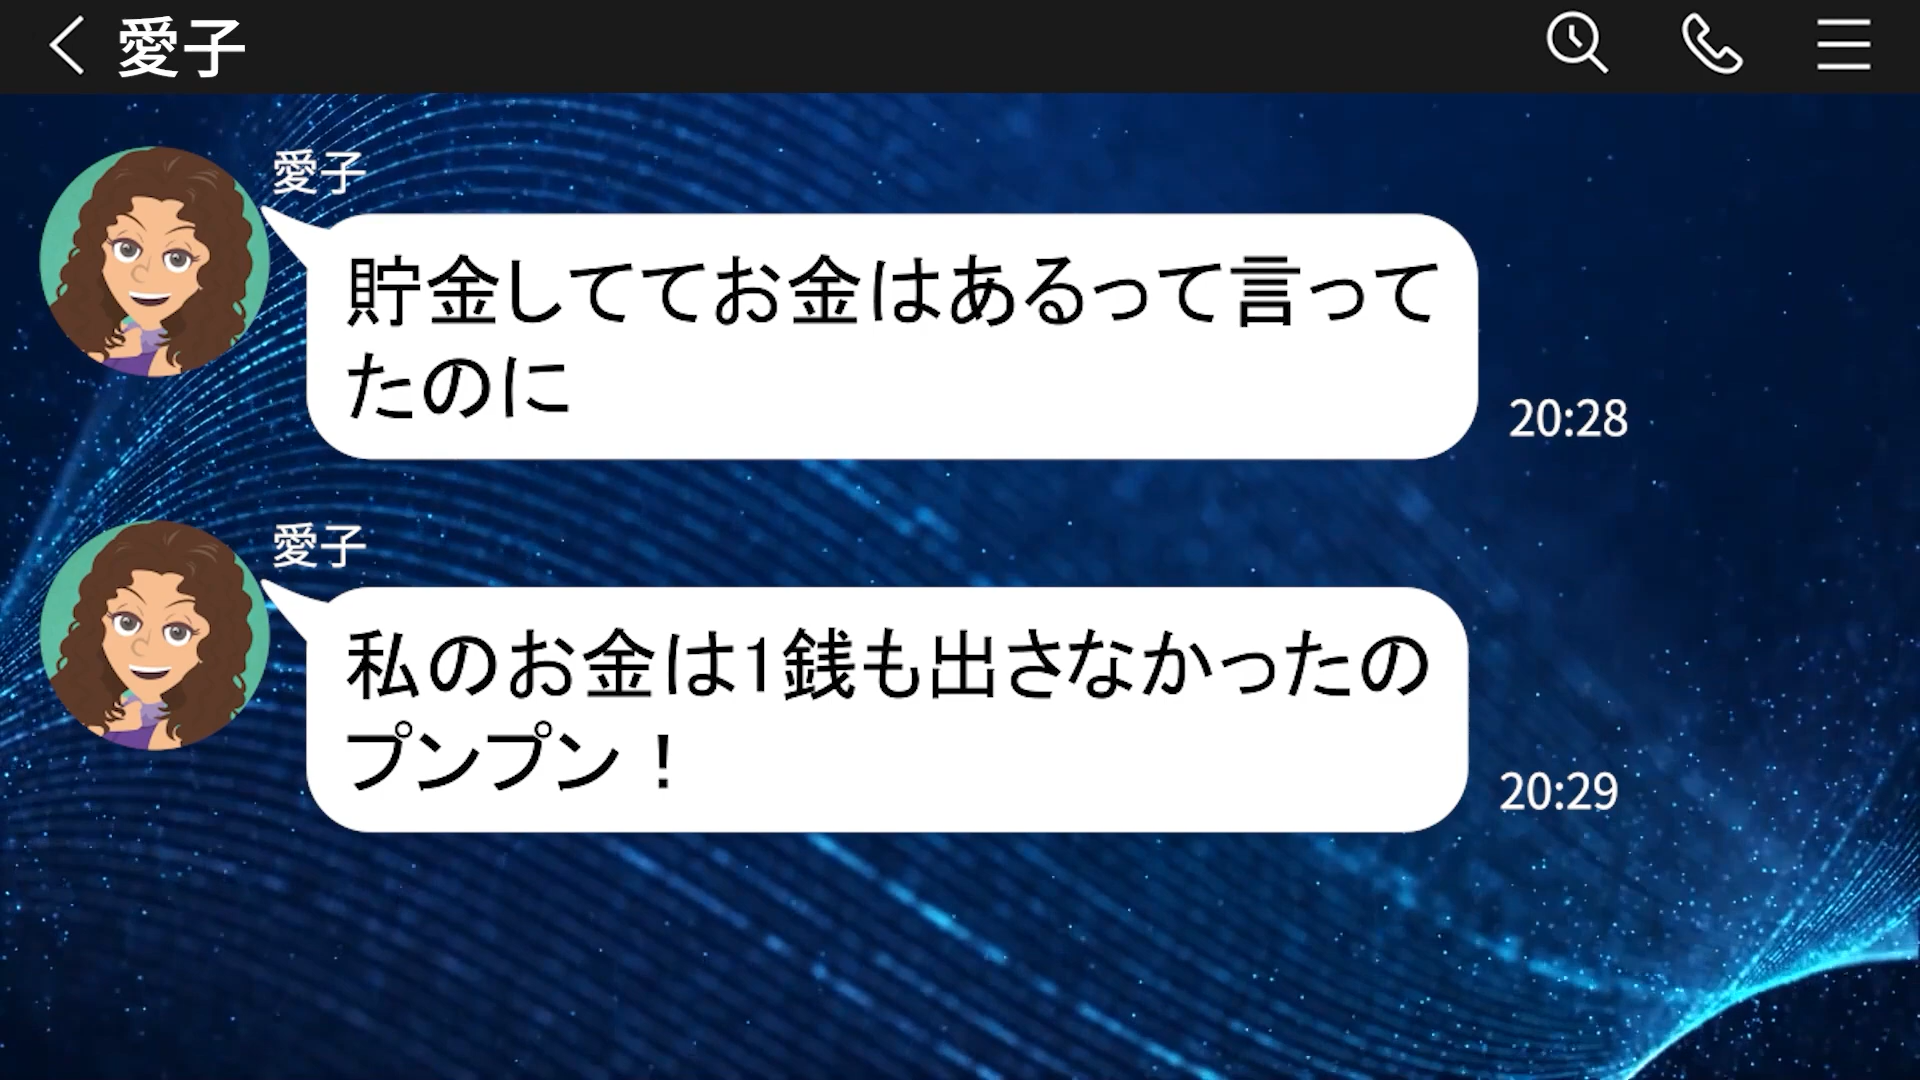 愛子
愛子
貯金しててお金はあるって言って
たのに
20:28
愛子
私のお金は1銭も出さなかったの
プンプン！
20:29